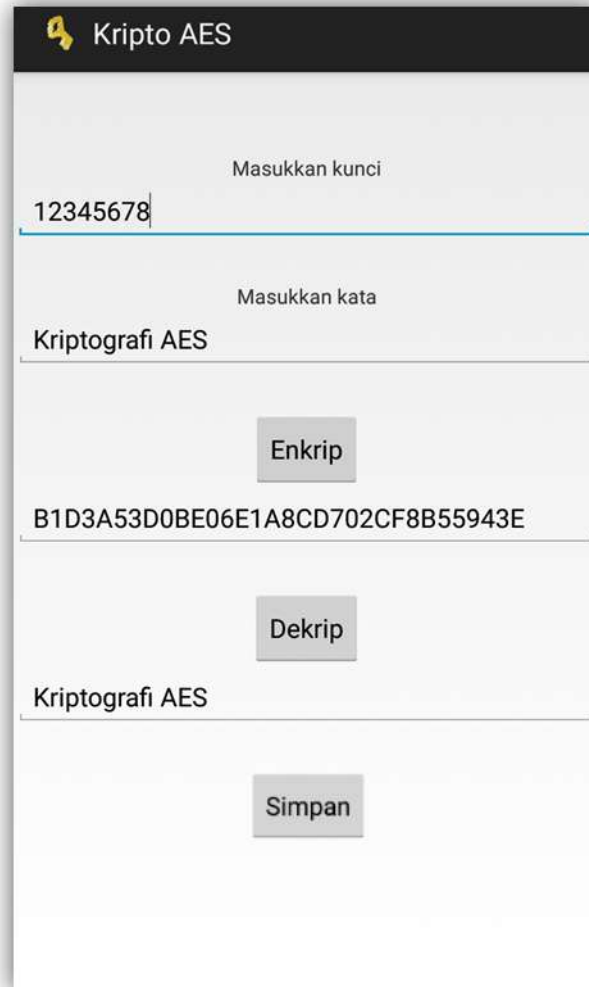 Kripto AES
Masukkan kunci
12345678
Masukkan kata
Kriptografi AES
Enkrip
B1D3A53D0BE06E1A8CD702CF8B55943E
Dekrip
Kriptografi AES
Simpan